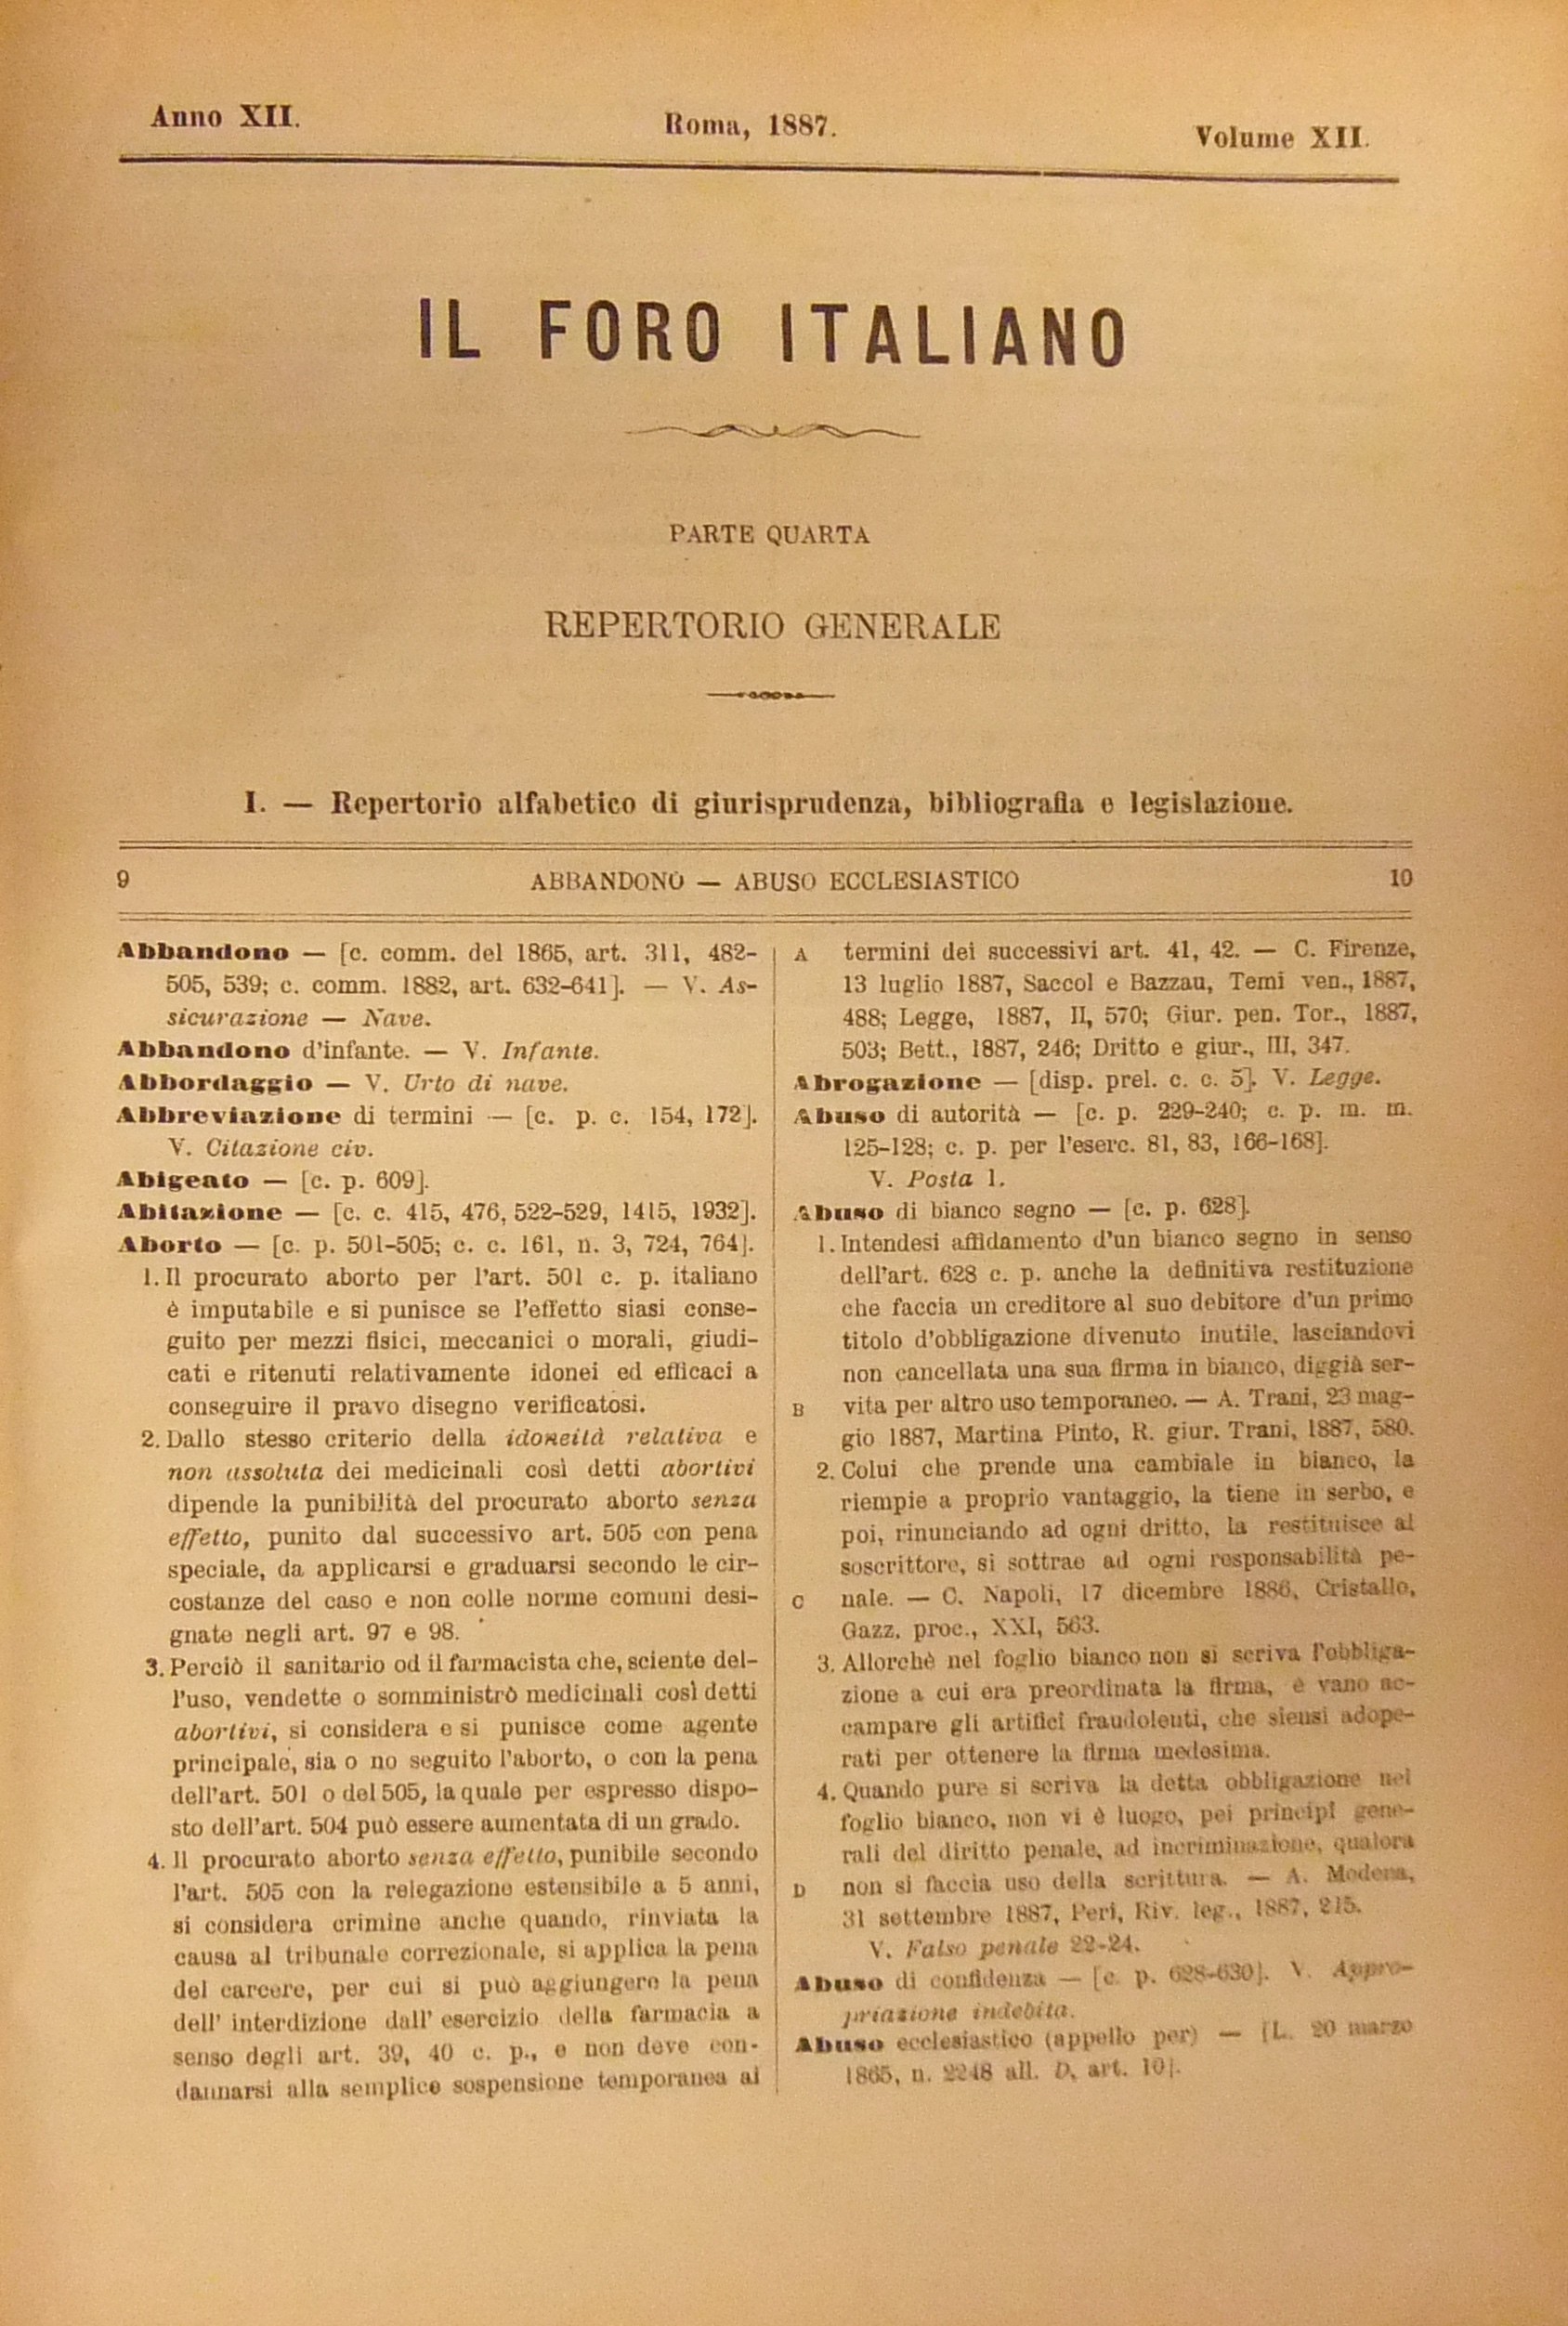 Anno XII.
Roma, 1887.
Volume XII.
IL FORO ITALIANO
PARTE QUARTA
REPERTORIO GENERALE
I. — Repertorio alfabetico di giurisprudenza, bibliografia e legislazione.
9
ABBANDONO — ABUSO ECCLESIASTICO
10
Abbandono — [c. comm. del 1865, art. 311, 482-
505, 539; c. comm. 1882, art. 632-641]. — V. As-
sicurazione — Nave.
Abbandono d'infante. — V. Infante.
Abbordaggio — V. Urto di nave.
Abbreviazione di termini — [c. p. c. 154, 172].
V. Citazione civ.
Abigeato — [c. p. 609].
Abitazione — [c. c. 415, 476, 522-529, 1415, 1932].
Aborto — [c. p. 501-505; c. c. 161, n. 3, 724, 764].
1. Il procurato aborto per l'art. 501 c. p. italiano
è imputabile e si punisce se l'effetto siasi conse-
guito per mezzi fisici, meccanici o morali, giudi-
cati e ritenuti relativamente idonei ed efficaci a
conseguire il pravo disegno verificatosi.
2. Dallo stesso criterio della idoneità relativa e
non assoluta dei medicinali così detti abortivi
dipende la punibilità del procurato aborto senza
effetto, punito dal successivo art. 505 con pena
speciale, da applicarsi e graduarsi secondo le cir-
costanze del caso e non colle norme comuni desi-
gnate negli art. 97 e 98.
3. Perciò il sanitario od il farmacista che, sciente del-
l'uso, vendette o somministrò medicinali così detti
abortivi, si considera e si punisce come agente
principale, sia o no seguito l'aborto, o con la pena
dell'art. 501 o del 505, la quale per espresso dispo-
sto dell'art. 504 può essere aumentata di un grado.
4. Il procurato aborto senza effetto, punibile secondo
l'art. 505 con la relegazione estensibile a 5 anni,
si considera crimine anche quando, rinviata la
causa al tribunale correzionale, si applica la pena
del carcere, per cui si può aggiungere la pena
dell' interdizione dall' esercizio della farmacia a
senso degli art. 39, 40 c. p., e non deve con-
dannarsi alla semplice sospensione temporanea ai
A termini dei successivi art. 41, 42. — C. Firenze,
13 luglio 1887, Saccol e Bazzau, Temi ven., 1887,
488; Legge, 1887, II, 570; Giur. pen. Tor., 1887,
503; Bett., 1887, 246; Dritto e giur., III, 347.
Abrogazione — [disp. prel. c. c. 5]. V. Legge.
Abuso di autorità — [c. p. 229-240; c. p. m. m.
125-128; c. p. per l'eserc. 81, 83, 166-168].
V. Posta 1.
Abuso di bianco segno — [c. p. 628].
1. Intendesi affidamento d'un bianco segno in senso
dell'art. 628 c. p. anche la definitiva restituzione
che faccia un creditore al suo debitore d'un primo
titolo d'obbligazione divenuto inutile, lasciandovi
non cancellata una sua firma in bianco, diggià ser-
B vita per altro uso temporaneo. — A. Trani, 23 mag-
gio 1887, Martina Pinto, R. giur. Trani, 1887, 580.
2. Colui che prende una cambiale in bianco, la
riempie a proprio vantaggio, la tiene in serbo, e
poi, rinunciando ad ogni dritto, la restituisce al
soscrittore, si sottrae ad ogni responsabilità pe-
C nale. — C. Napoli, 17 dicembre 1886, Cristallo,
Gazz. proc., XXI, 563.
3. Allorchè nel foglio bianco non si scriva l'obbliga-
zione a cui era preordinata la firma, è vano ac-
campare gli artifici fraudolenti, che siensi adope-
rati per ottenere la firma medesima.
4. Quando pure si scriva la detta obbligazione nel
foglio bianco, non vi è luogo, pei principî gene-
rali del diritto penale, ad incriminazione, qualora
D non si faccia uso della scrittura. — A. Modena,
31 settembre 1887, Peri, Riv. leg., 1887, 215.
V. Falso penale 22-24.
Abuso di confidenza — [c. p. 628-630]. V. Appro-
priazione indebita.
Abuso ecclesiastico (appello per) — [L. 20 marzo
1865, n. 2248 all. D, art. 10].